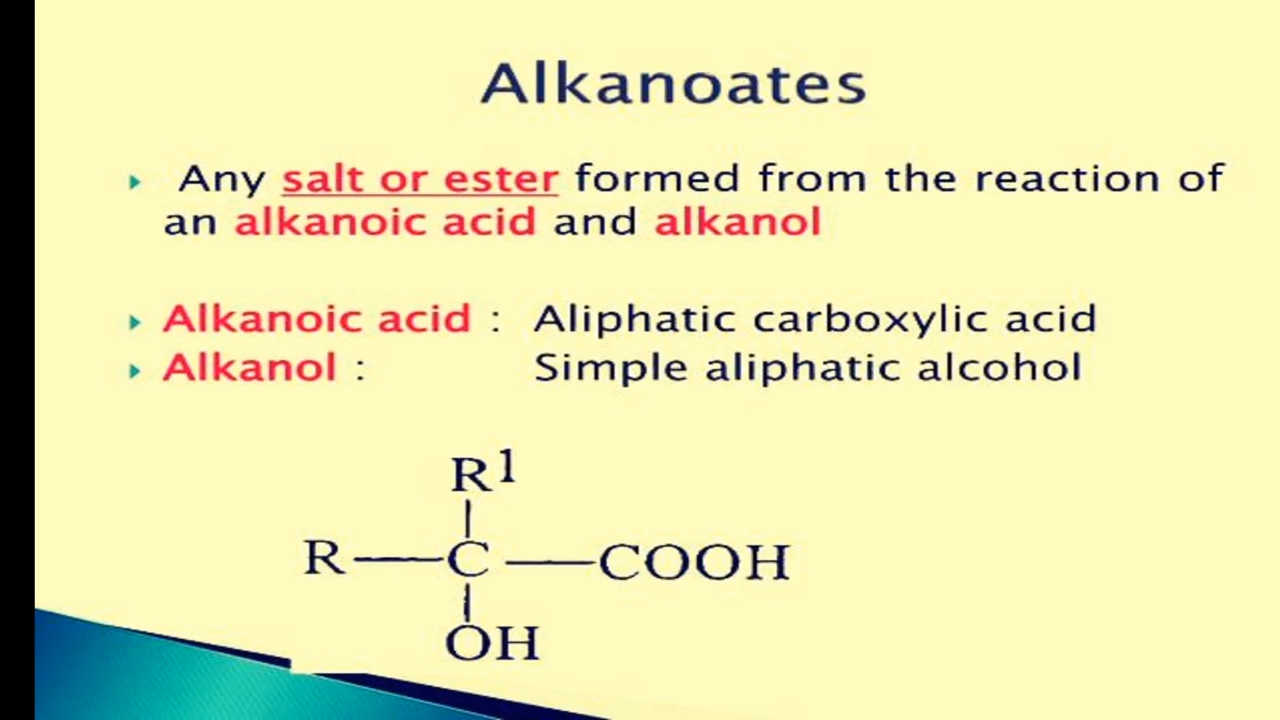 Alkanoates
Any salt or ester formed from the reaction of
an alkanoic acid and alkanol
Alkanoic acid : Aliphatic carboxylic acid
Alkanol : Simple aliphatic alcohol
R1
R—C—COOH
OH